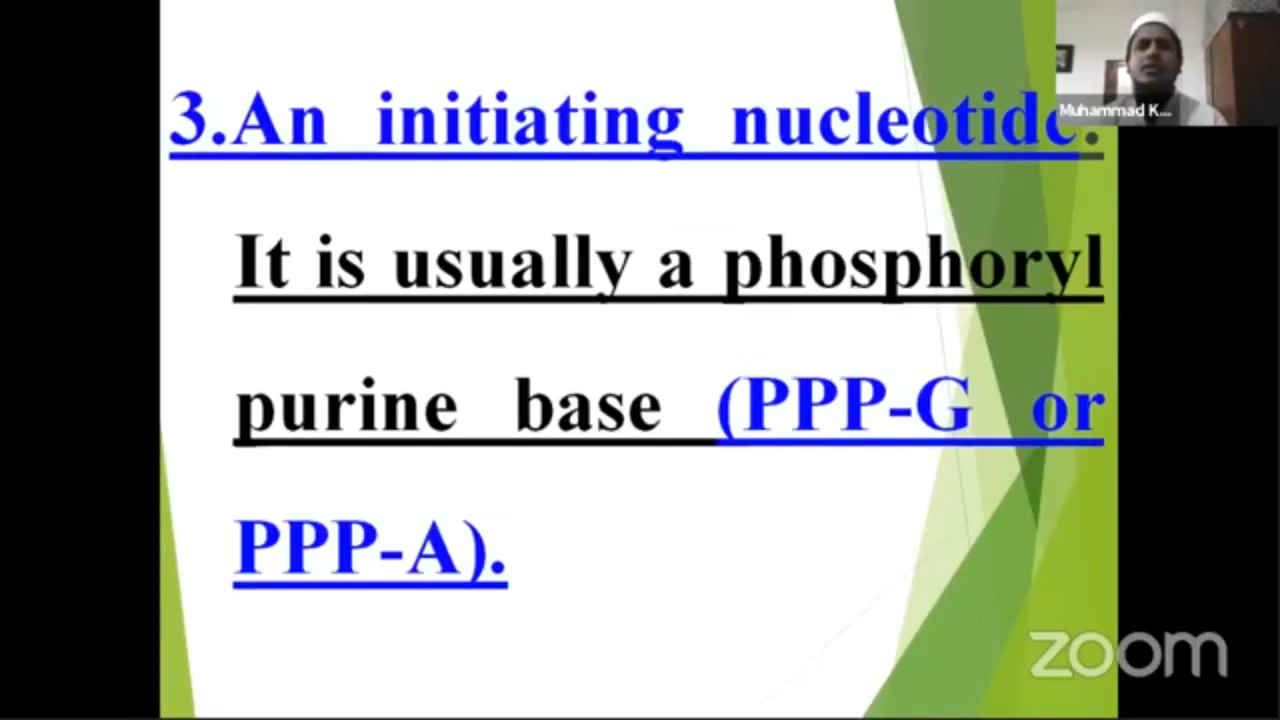 3.An initiating nucleotide.
It is usually a phosphoryl
purine base (PPP-G or
PPP-A).
Muhammad K...
zoom